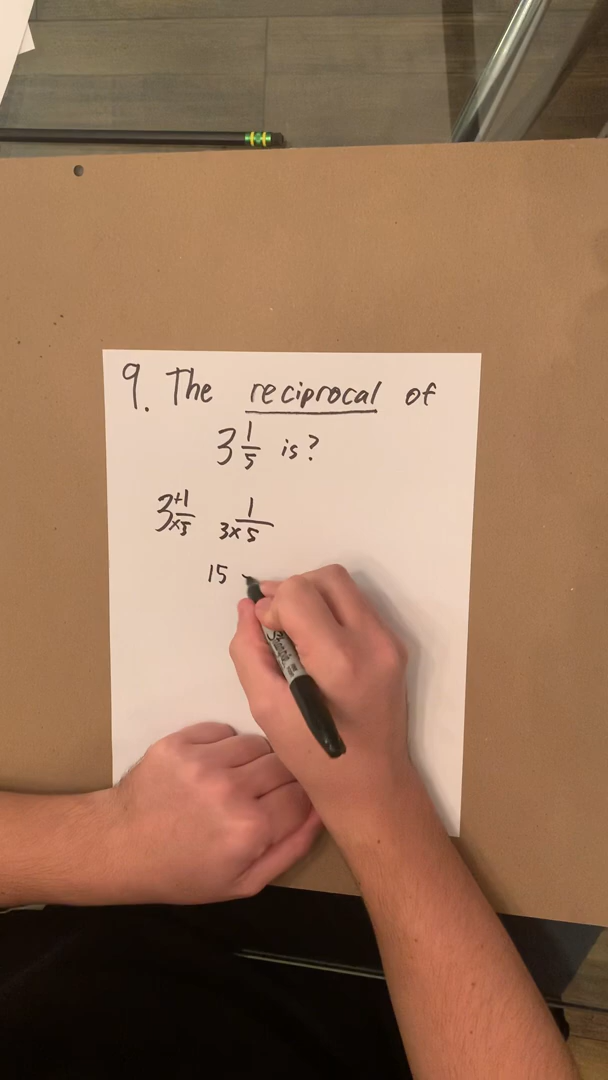 9. The reciprocal of
3 1/5 is?
3 +1/×5 1/3×5
15